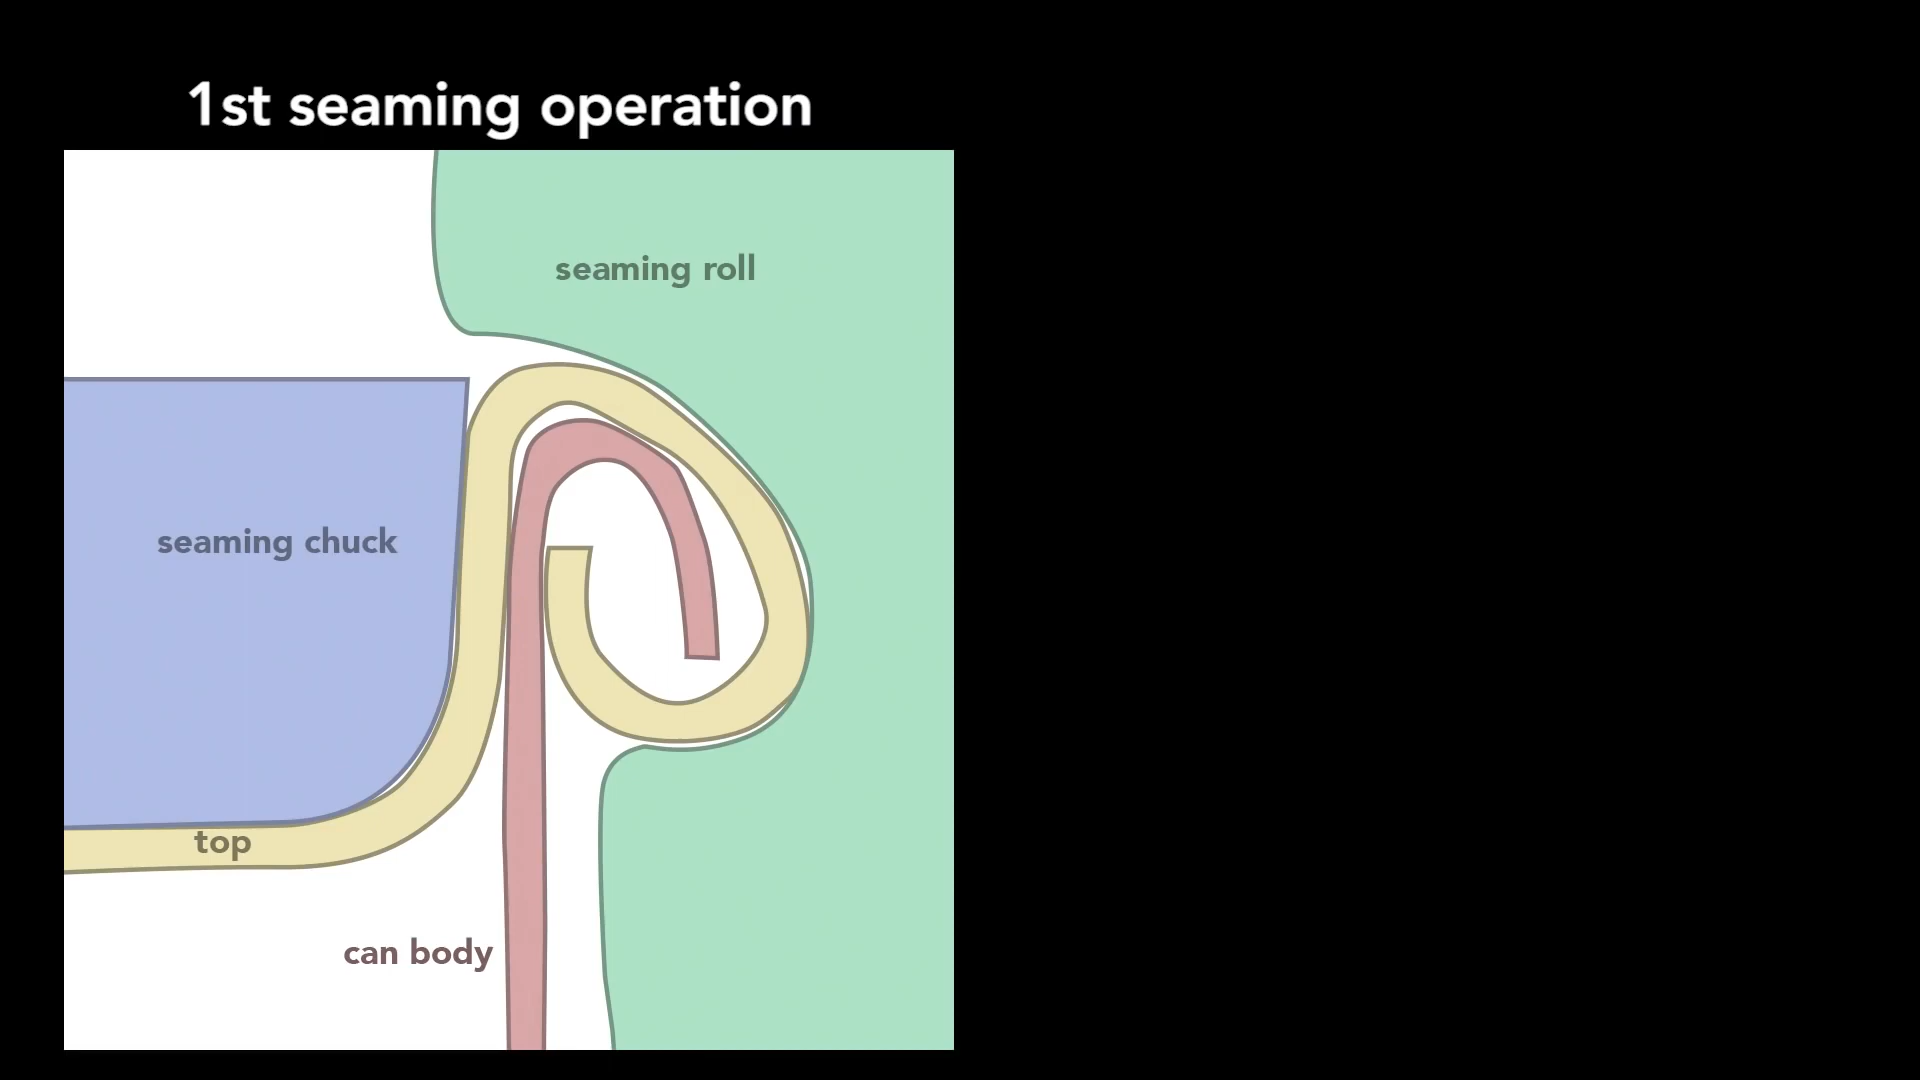 1st seaming operation
seaming roll
seaming chuck
top
can body